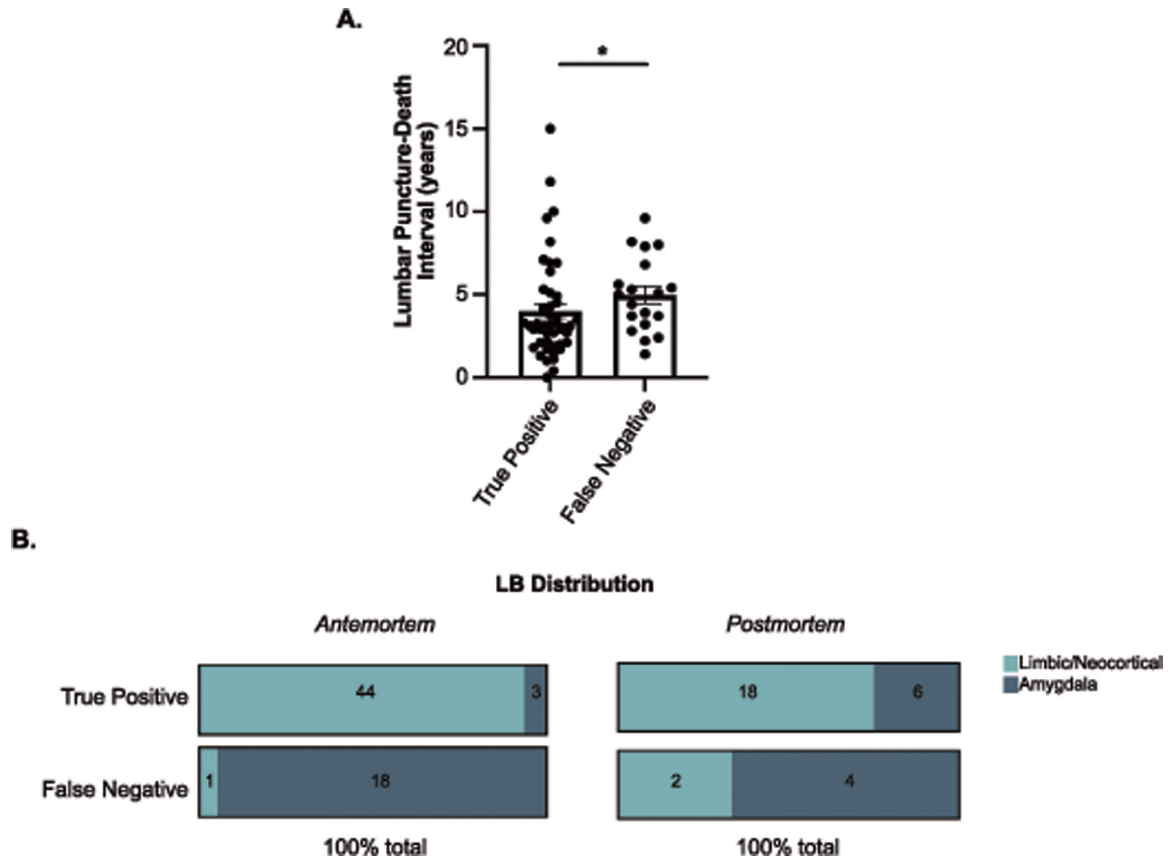 A.
*
20
15
10
5
0
Lumbar Puncture-Death
Interval (years)
True Positive
False Negative
B.
LB Distribution
Antemortem
Postmortem
Limbic/Neocortical
Amygdala
True Positive
44
3
18
6
False Negative
1
18
2
4
100% total
100% total